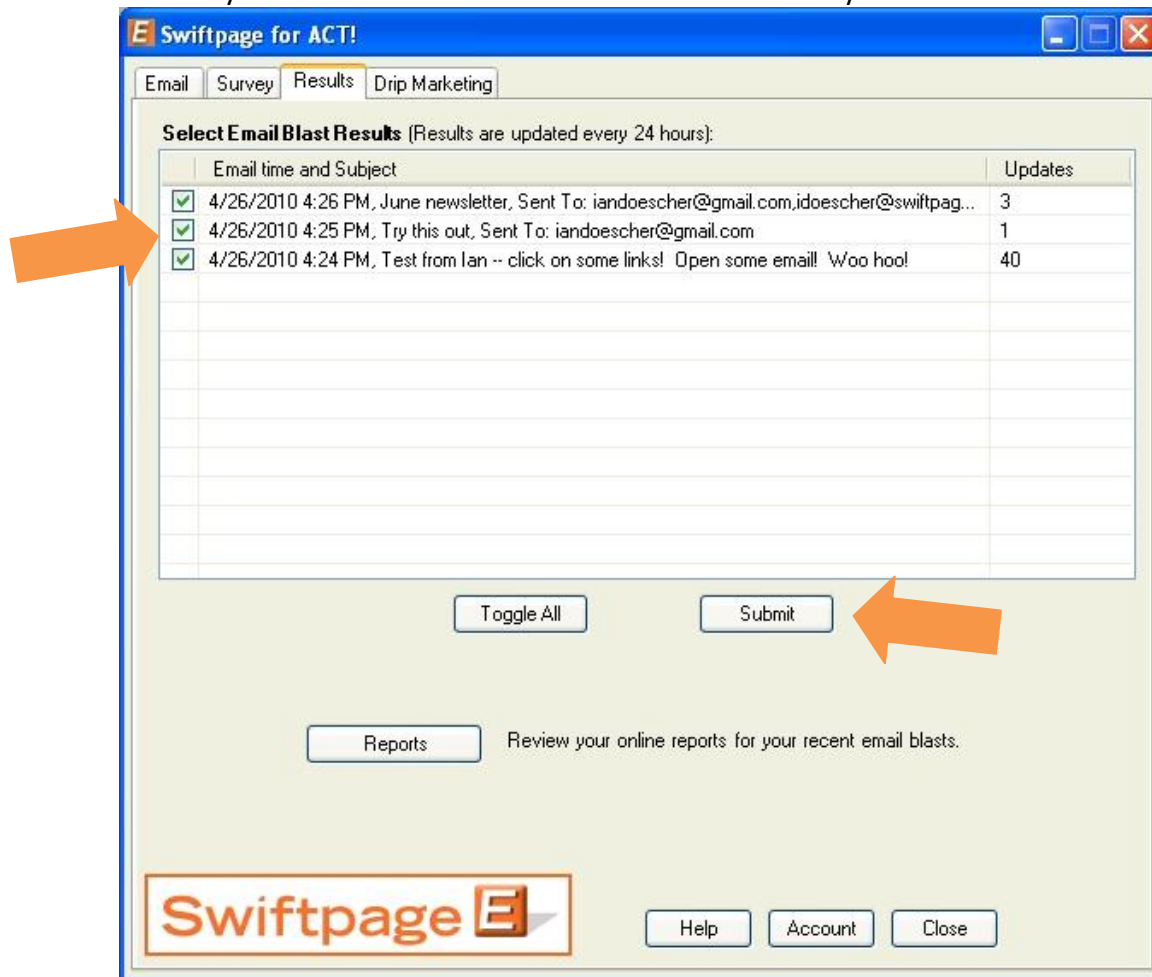 Swiftpage for ACT!
Email Survey Results Drip Marketing
Select Email Blast Results (Results are updated every 24 hours):
Email time and Subject Updates
4/26/2010 4:26 PM, June newsletter, Sent To: iandoescher@gmail.com,idoescher@swiftpag... 3
4/26/2010 4:25 PM, Try this out, Sent To: iandoescher@gmail.com 1
4/26/2010 4:24 PM, Test from Ian -- click on some links! Open some email! Woo hoo! 40
Toggle All Submit
Reports Review your online reports for your recent email blasts.
Swiftpage E
Help Account Close